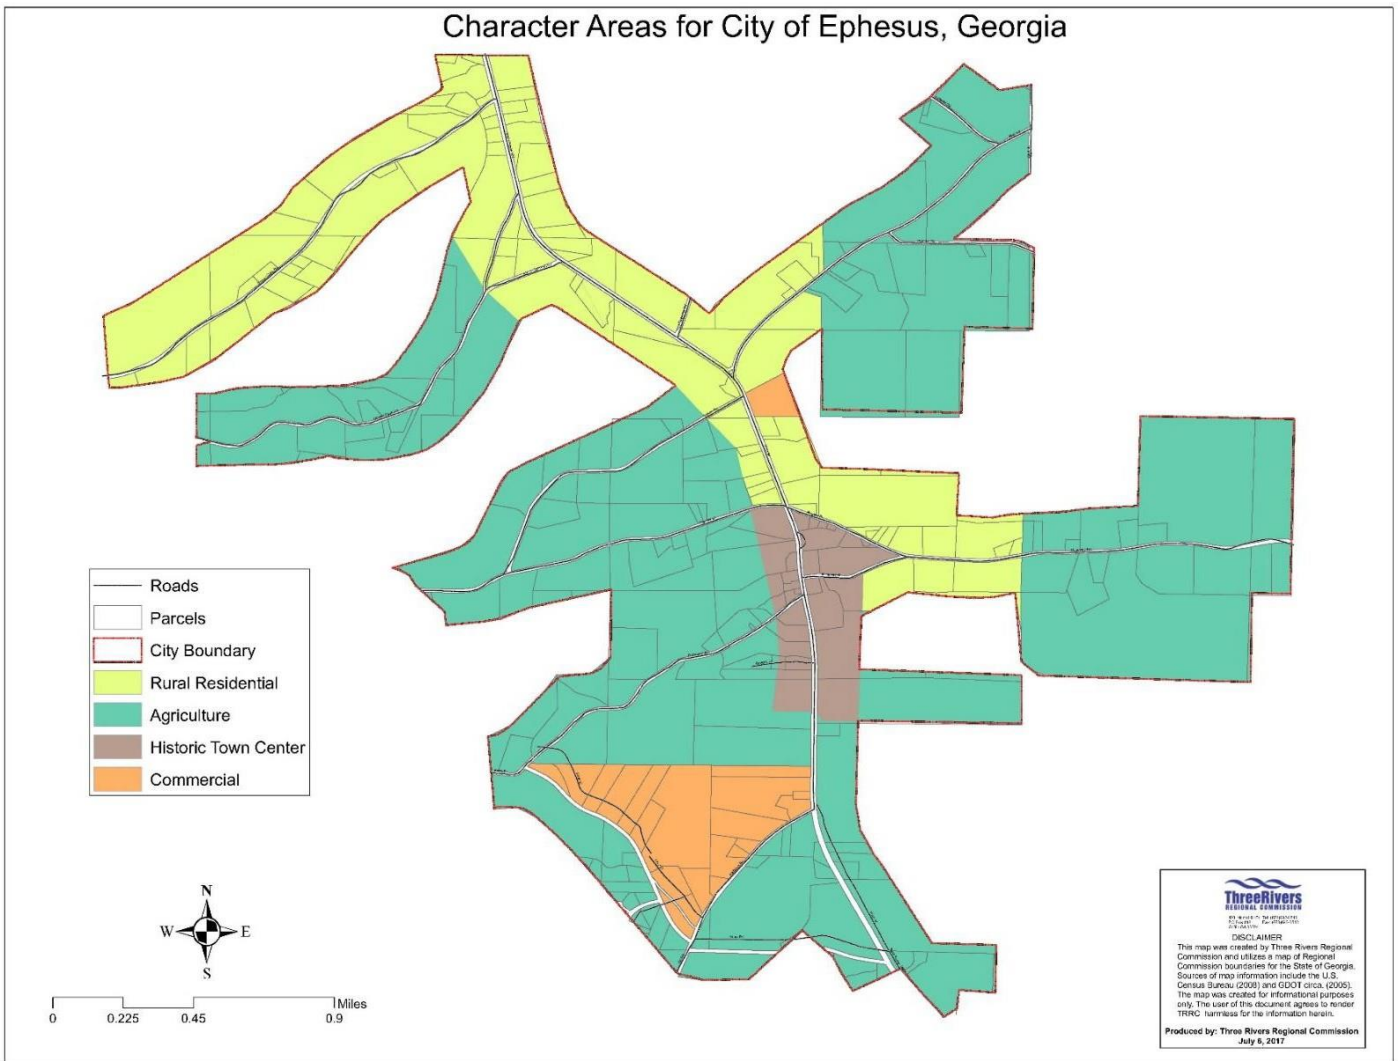 Character Areas for City of Ephesus, Georgia
Roads
Parcels
City Boundary
Rural Residential
Agriculture
Historic Town Center
Commercial
N
W
E
S
0
0.225
0.45
0.9
Miles
ThreeRivers
REGIONAL COMMISSION
DISCLAIMER
This map was created by Three Rivers Regional
Commission and utilizes a map of Regional
Commission boundaries for the State of Georgia.
Sources of map information include the U.S.
Census Bureau (2008) and GDOT circa. (2005).
The map was created for informational purposes
only. The user of this document agrees to render
TRRC harmless for the information herein.
Produced by: Three Rivers Regional Commission
July 6, 2017